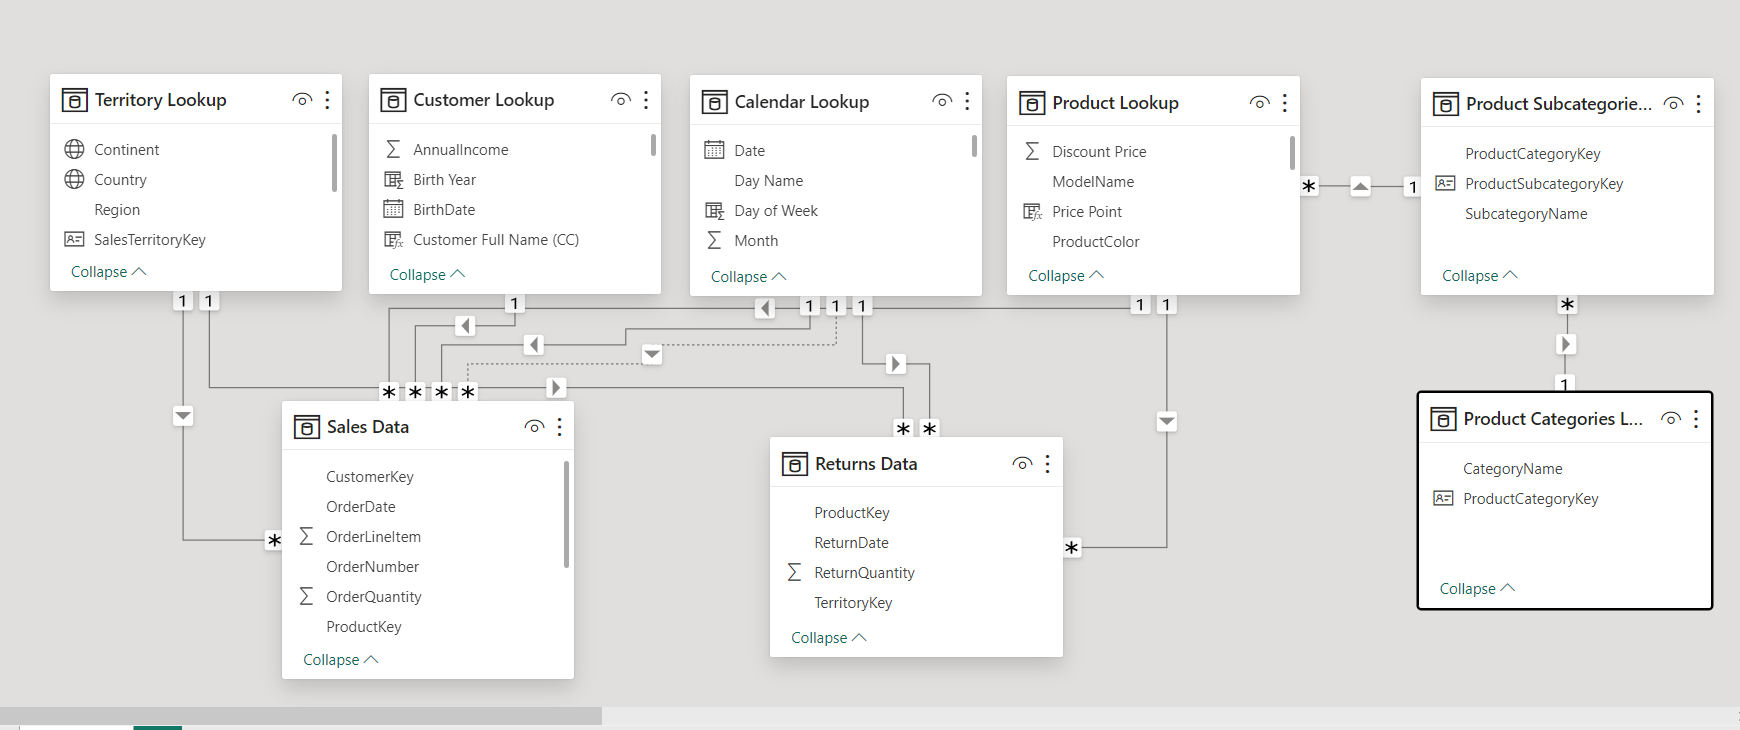 Territory Lookup
Continent
Country
Region
SalesTerritoryKey
Collapse
Customer Lookup
AnnualIncome
Birth Year
BirthDate
Customer Full Name (CC)
Collapse
Calendar Lookup
Date
Day Name
Day of Week
Month
Collapse
Product Lookup
Discount Price
ModelName
Price Point
ProductColor
Collapse
Product Subcategorie...
ProductCategoryKey
ProductSubcategoryKey
SubcategoryName
Collapse
* 1
1 1 1 1 1 1 1 1 *
* * * *
* *
1
*
*
Sales Data
CustomerKey
OrderDate
OrderLineItem
OrderNumber
OrderQuantity
ProductKey
Collapse
Returns Data
ProductKey
ReturnDate
ReturnQuantity
TerritoryKey
Collapse
Product Categories L...
CategoryName
ProductCategoryKey
Collapse